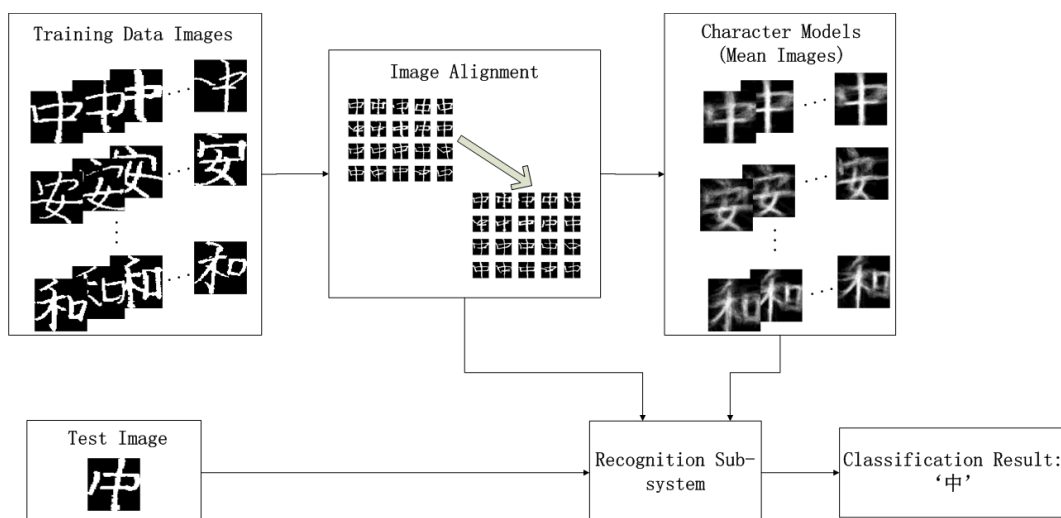 Training Data Images
中 中 中 ... 中
安 安 安 ... 安
和 和 和 ... 和
Image Alignment
Character Models
(Mean Images)
中 中 ... 中
安 安 ... 安
和 和 ... 和
Test Image
中
Recognition Sub-
system
Classification Result:
‘中’